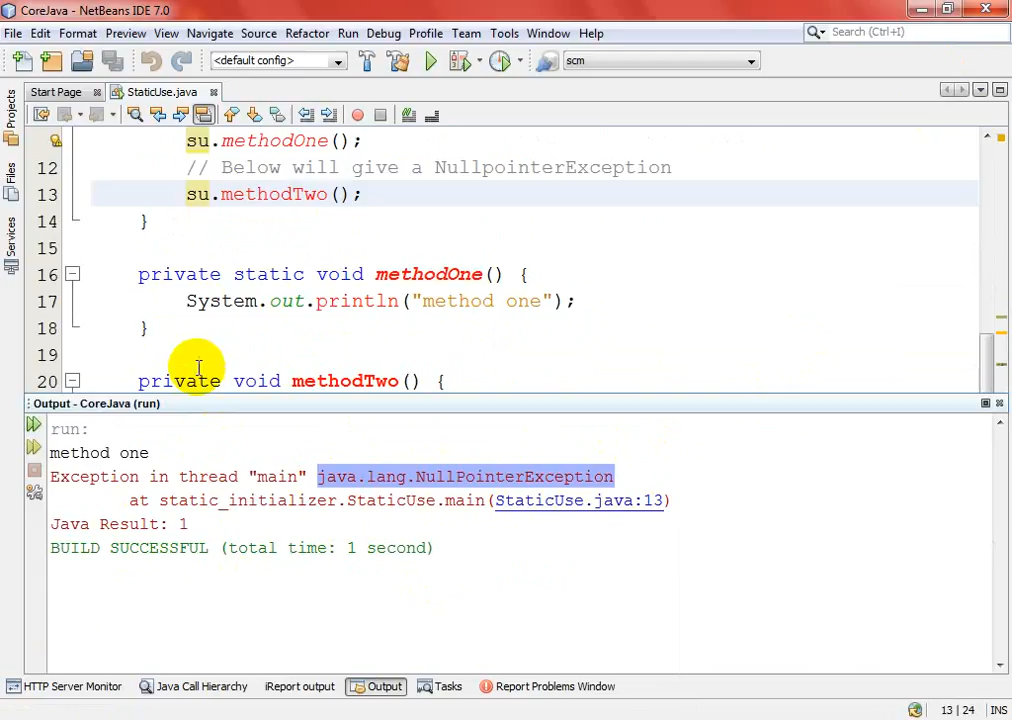 CoreJava - NetBeans IDE 7.0
File Edit Format Preview View Navigate Source Refactor Run Debug Profile Team Tools Window Help Search (Ctrl+I)
<default config> scm
Start Page StaticUse.java
Projects
Files
Services
su.methodOne();
12 // Below will give a NullpointerException
13 su.methodTwo();
14 }
15
16 private static void methodOne() {
17 System.out.println("method one");
18 }
19
20 private void methodTwo() {
Output - CoreJava (run)
run:
method one
Exception in thread "main" java.lang.NullPointerException
at static_initializer.StaticUse.main(StaticUse.java:13)
Java Result: 1
BUILD SUCCESSFUL (total time: 1 second)
HTTP Server Monitor Java Call Hierarchy iReport output Output Tasks Report Problems Window
13 | 24 INS